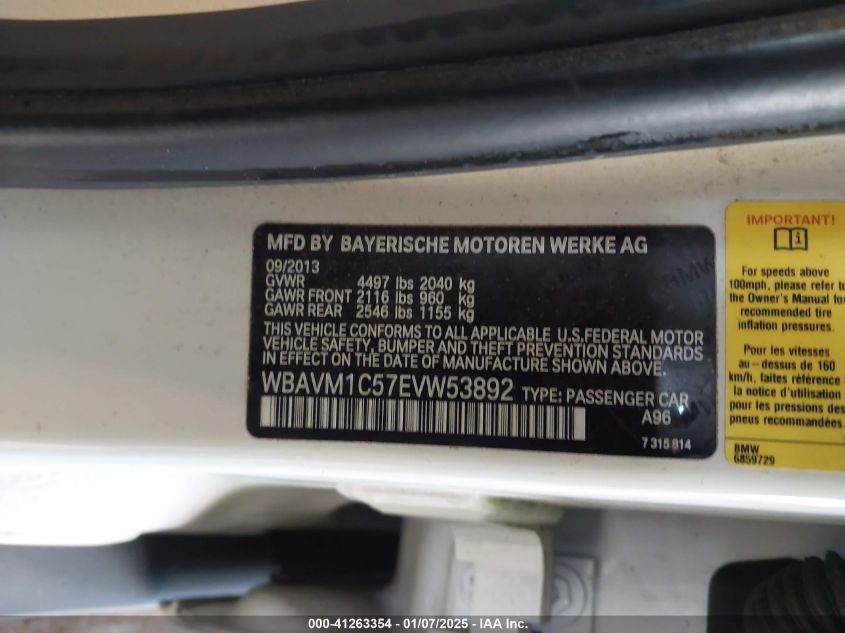 MFD BY BAYERISCHE MOTOREN WERKE AG
09/2013
GVWR 4497 lbs 2040 kg
GAWR FRONT 2116 lbs 960 kg
GAWR REAR 2546 lbs 1155 kg
THIS VEHICLE CONFORMS TO ALL APPLICABLE U.S.FEDERAL MOTOR
VEHICLE SAFETY, BUMPER AND THEFT PREVENTION STANDARDS
IN EFFECT ON THE DATE OF MANUFACTURE SHOWN ABOVE.
WBAVM1C57EVW53892 TYPE: PASSENGER CAR
A96
7 315 814
IMPORTANT!
For speeds above
100mph, please refer to
the Owner's Manual for
recommended tire
inflation pressures.
Pour les vitesses
au-dessus de 160
km/h, faites référence
la notice d'utilisation
pour les pressions des
pneus recommandées
BMW
6859729
000-41263354 - 01/07/2025 - IAA Inc.